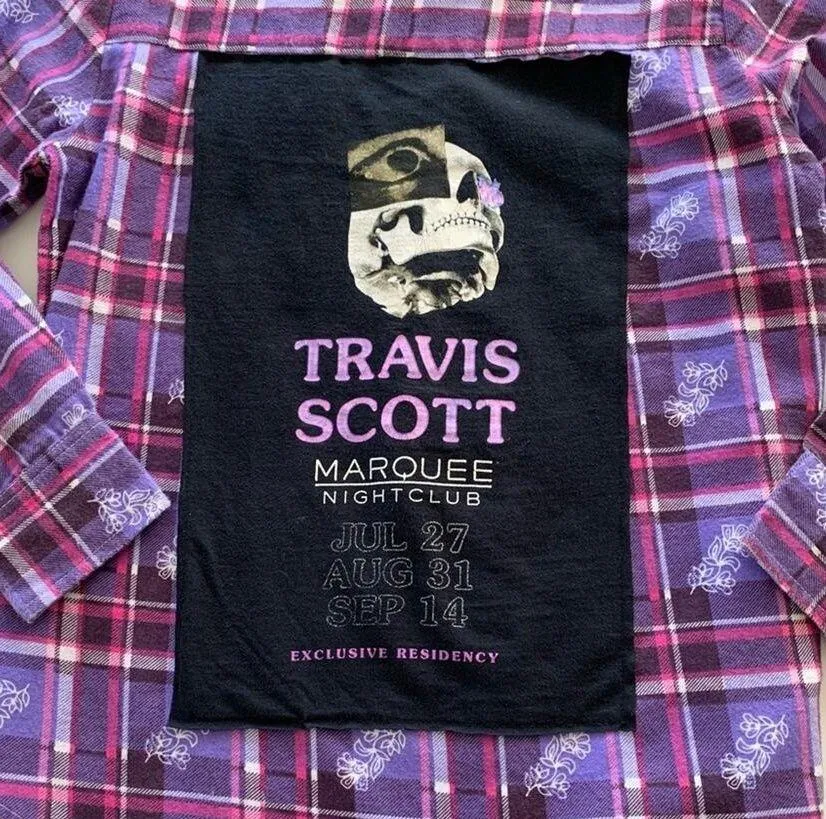 TRAVIS
SCOTT
MARQUEE
NIGHTCLUB
JUL 27
AUG 31
SEP 14
EXCLUSIVE RESIDENCY